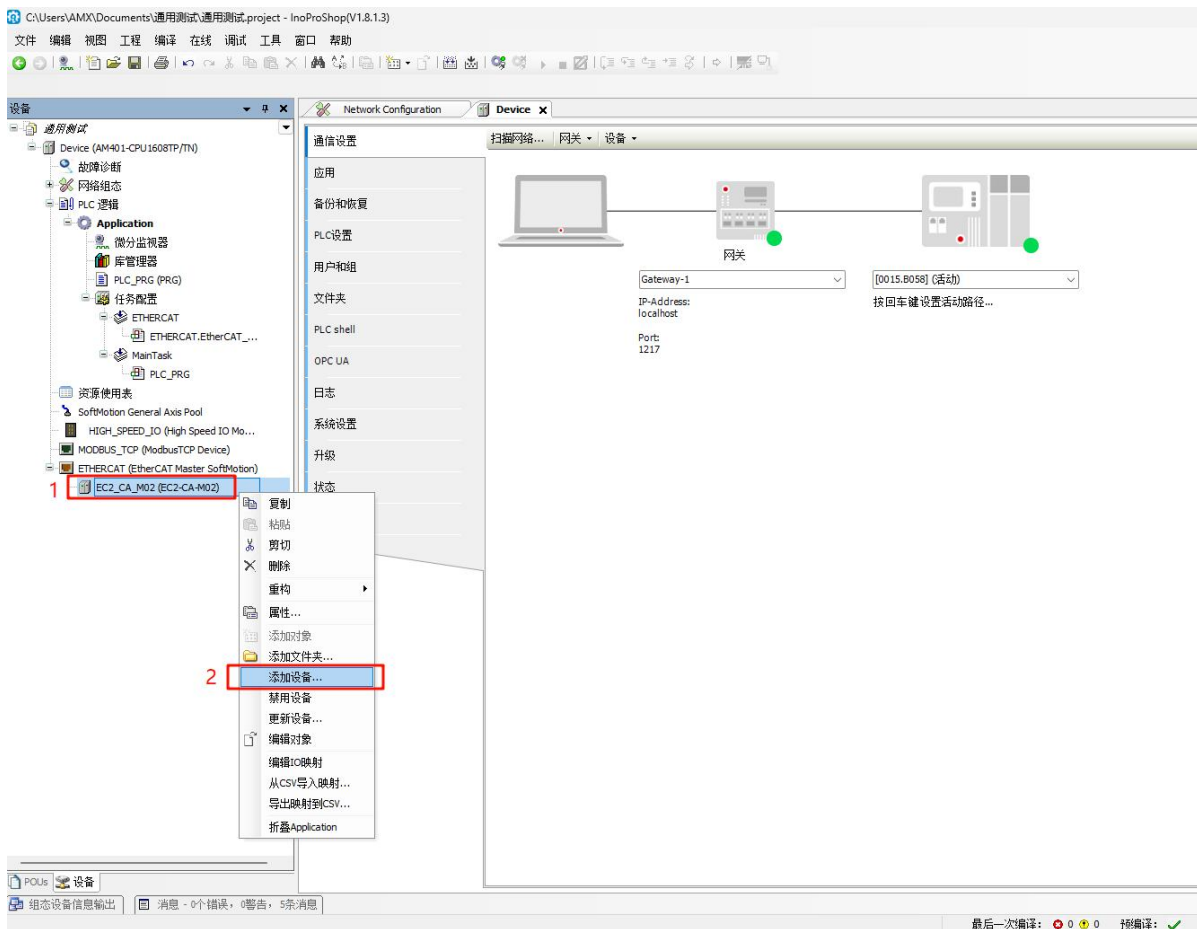 C:\Users\AMX\Documents\通用测试\通用测试.project - InoProShop(V1.8.1.3)
文件 编辑 视图 工程 编译 在线 调试 工具 窗口 帮助
设备
通用测试
Device (AM401-CPU1608TP/TN)
故障诊断
网络组态
PLC 逻辑
Application
微分监视器
库管理器
PLC_PRG (PRG)
任务配置
ETHERCAT
ETHERCAT.EtherCAT_...
MainTask
PLC_PRG
资源使用表
SoftMotion General Axis Pool
HIGH_SPEED_IO (High Speed IO Mo...
MODBUS_TCP (ModbusTCP Device)
ETHERCAT (EtherCAT Master SoftMotion)
1
EC2_CA_M02 (EC2-CA-M02)
复制
粘贴
剪切
删除
重构
属性...
添加对象
添加文件夹...
2
添加设备...
禁用设备
更新设备...
编辑对象
编辑IO映射
从CSV导入映射...
导出映射到CSV...
折叠Application
Network Configuration
Device
通信设置
应用
备份和恢复
PLC设置
用户和组
文件夹
PLC shell
OPC UA
日志
系统设置
升级
状态
扫描网络... 网关 设备
网关
Gateway-1
IP-Address:
localhost
Port:
1217
[0015.B058] (活动)
按回车键设置活动路径...
POUs 设备
组态设备信息输出 消息 - 0个错误，0警告，5条消息
最后一次编译： 0 0 预编译：